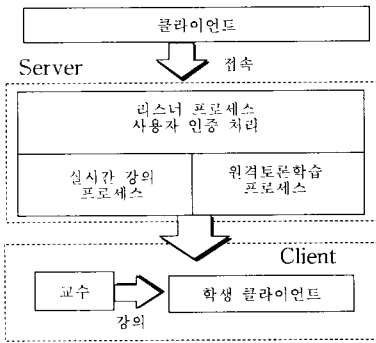 클라이언트
접속
Server
리스너 프로세스
사용자 인증 처리
실시간 강의
프로세스
원격토론학습
프로세스
Client
교수
강의
학생 클라이언트